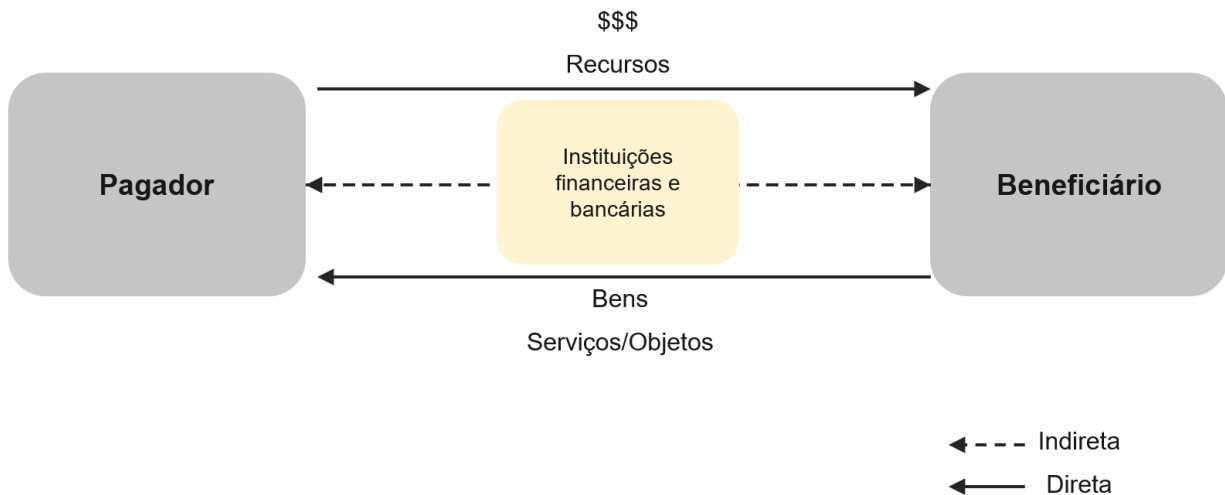 $$$
Recursos
Pagador
Instituições
financeiras e
bancárias
Beneficiário
Bens
Serviços/Objetos
Indireta
Direta